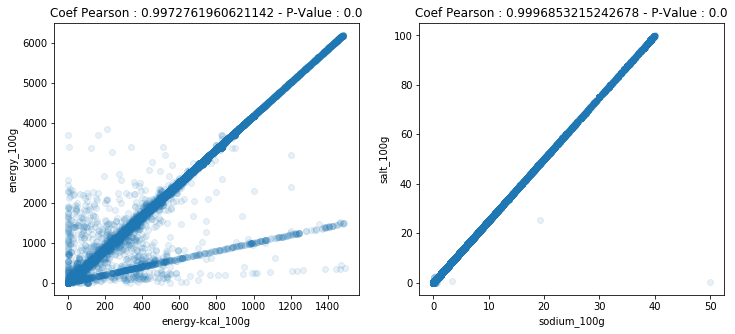 Coef Pearson : 0.9972761960621142 - P-Value : 0.0
6000
5000
4000
3000
2000
1000
0
energy_100g
0 200 400 600 800 1000 1200 1400
energy-kcal_100g
Coef Pearson : 0.9996853215242678 - P-Value : 0.0
100
80
60
40
20
0
salt_100g
0 10 20 30 40 50
sodium_100g